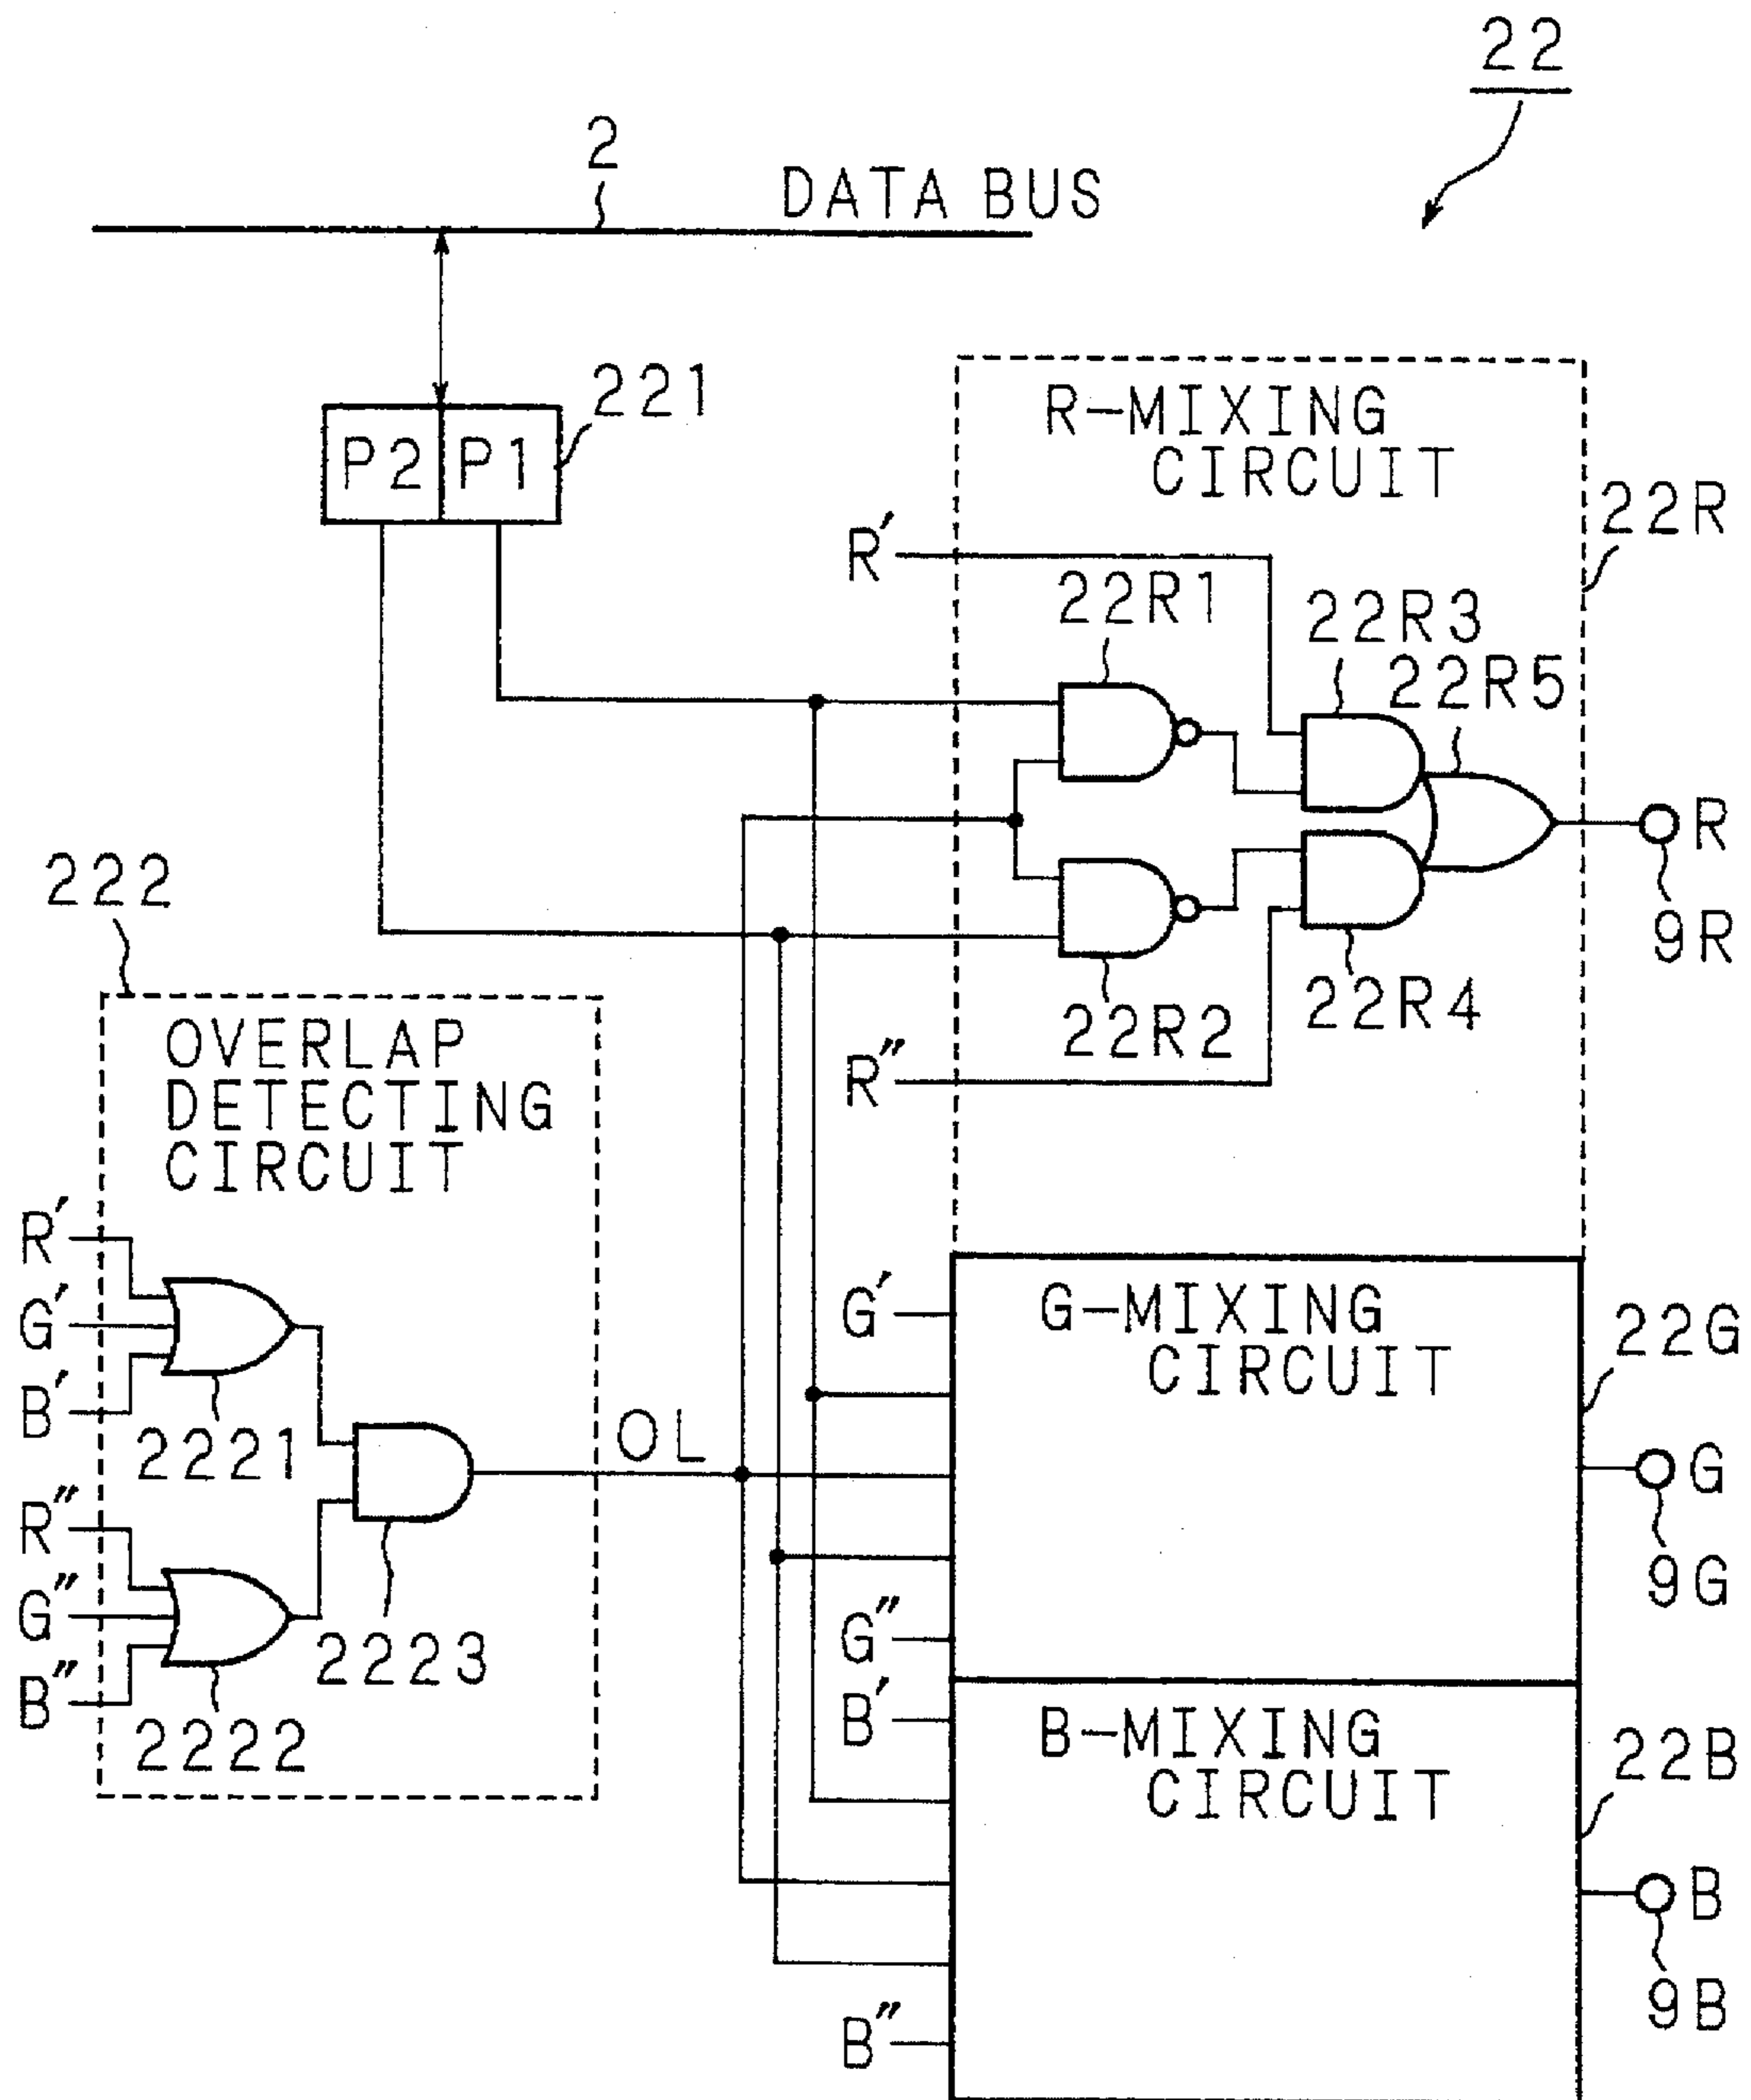 22
2
DATA BUS
221
P2 P1
R-MIXING
CIRCUIT
22R
R'
22R1
22R3
22R5
R
9R
222
22R2
22R4
R"
OVERLAP
DETECTING
CIRCUIT
R'
G'
B'
2221
R"
G"
B"
2222
2223
OL
G'
G-MIXING
CIRCUIT
22G
G
9G
G"
B'
B-MIXING
CIRCUIT
22B
B
9B
B"